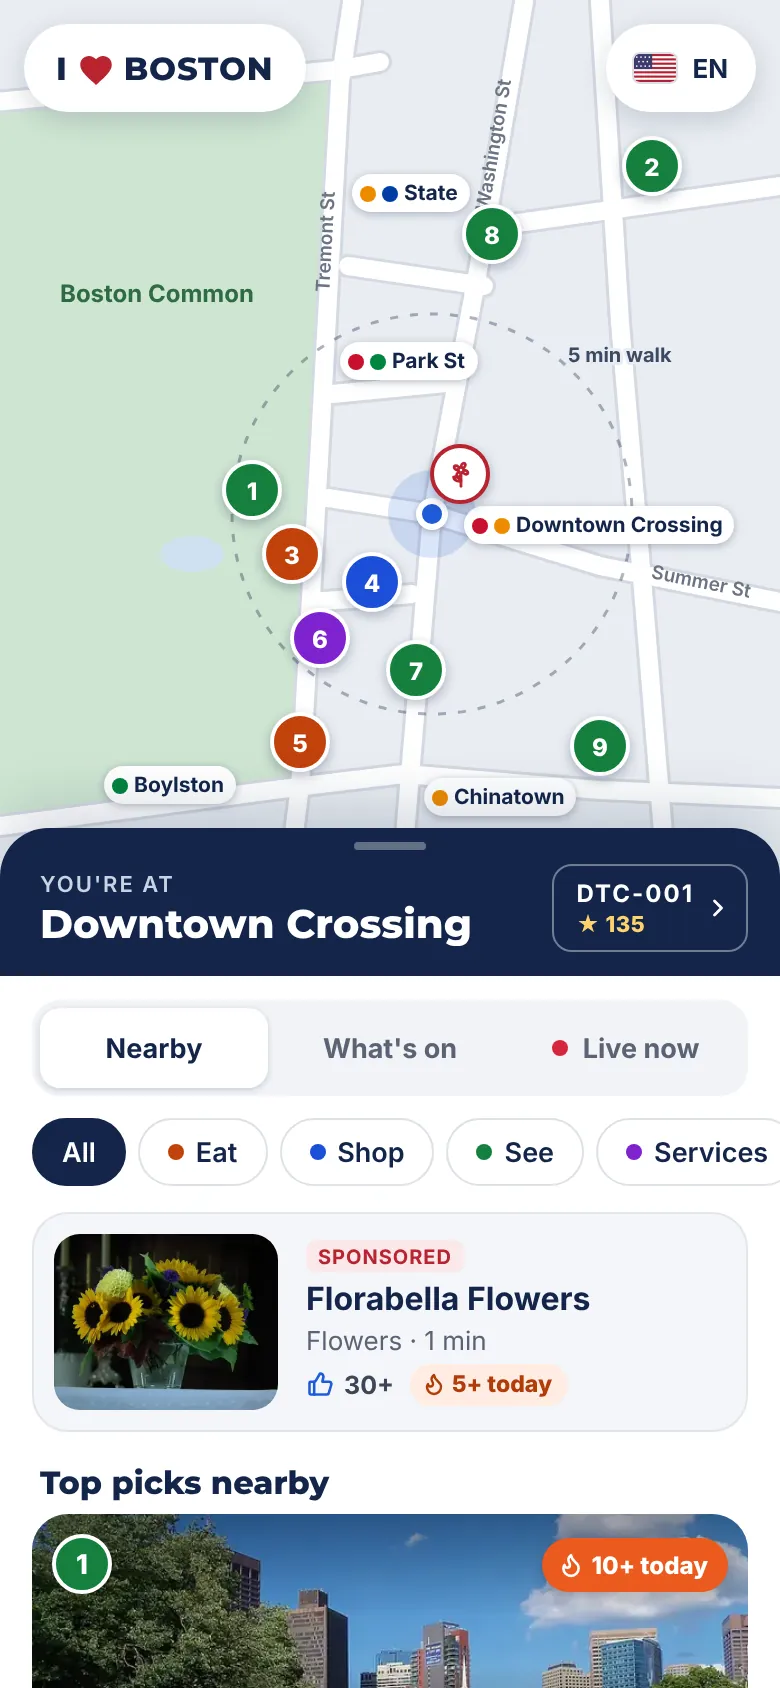 I ❤ BOSTON
EN
Washington St
2
State
Tremont St
8
Boston Common
5 min walk
Park St
1
Downtown Crossing
3
4
Summer St
6
7
5
9
Boylston
Chinatown
YOU'RE AT
Downtown Crossing
DTC-001
★ 135
Nearby
What's on
Live now
All
Eat
Shop
See
Services
SPONSORED
Florabella Flowers
Flowers · 1 min
30+
5+ today
Top picks nearby
1
10+ today